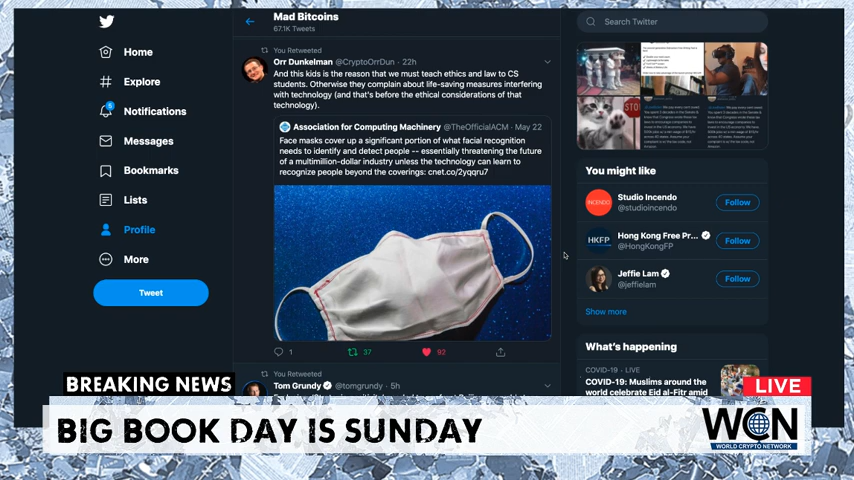 Mad Bitcoins
67.1K Tweets
Search Twitter
Home
Explore
Notifications
Messages
Bookmarks
Lists
Profile
More
Tweet
You Retweeted
Orr Dunkelman @CryptoOrrDun · 22h
And this kids is the reason that we must teach ethics and law to CS
students. Otherwise they complain about life-saving measures interfering
with technology (and that's before the ethical considerations of that
technology).
Association for Computing Machinery @TheOfficialACM · May 22
Face masks cover up a significant portion of what facial recognition
needs to identify and detect people -- essentially threatening the future
of a multimillion-dollar industry unless the technology can learn to
recognize people beyond the coverings: cnet.co/2yqqru7
1
37
92
You Retweeted
Tom Grundy @tomgrundy · 5h
STO
You might like
INCENDO
Studio Incendo
@studioincendo
Follow
HKFP
Hong Kong Free Pr...
@HongKongFP
Follow
Jeffie Lam
@jeffielam
Follow
Show more
What's happening
COVID-19 · LIVE
COVID-19: Muslims around the
world celebrate Eid al-Fitr amid
BREAKING NEWS
LIVE
BIG BOOK DAY IS SUNDAY
WCN
WORLD CRYPTO NETWORK